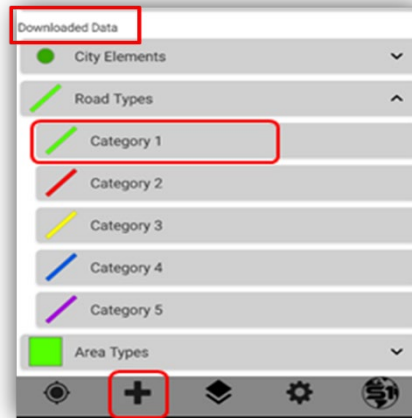 Downloaded Data
City Elements
Road Types
Category 1
Category 2
Category 3
Category 4
Category 5
Area Types